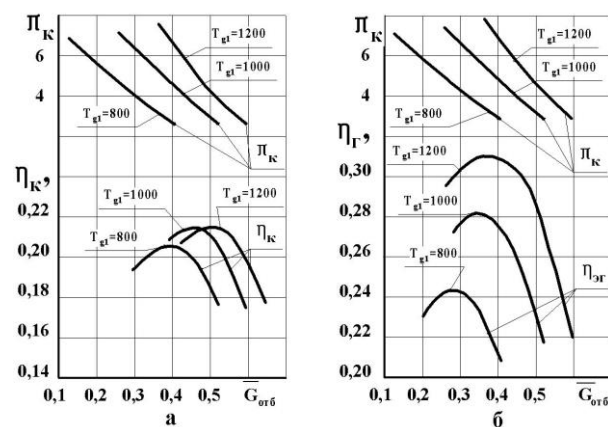 π_к
6
4
η_к,
0,22
0,20
0,18
0,16
0,14
0,1 0,2 0,3 0,4 0,5 G̅_отб
а
T_g1=1200
T_g1=1000
T_g1=800
π_к
T_g1=1000
T_g1=1200
T_g1=800
η_к
π_к
6
4
η_Г,
0,30
0,28
0,26
0,24
0,22
0,20
0,1 0,2 0,3 0,4 0,5 G̅_отб
б
T_g1=1200
T_g1=1000
T_g1=800
π_к
T_g1=1200
T_g1=1000
T_g1=800
η_эг